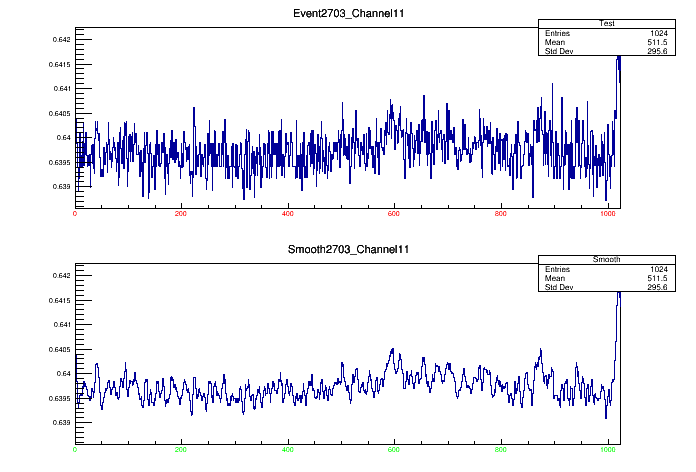 Event2703_Channel11
Test
Entries 1024
Mean 511.5
Std Dev 295.6
0.642
0.6415
0.641
0.6405
0.64
0.6395
0.639
0 200 400 600 800 1000
Smooth2703_Channel11
Smooth
Entries 1024
Mean 511.5
Std Dev 295.6
0.642
0.6415
0.641
0.6405
0.64
0.6395
0.639
0 200 400 600 800 1000